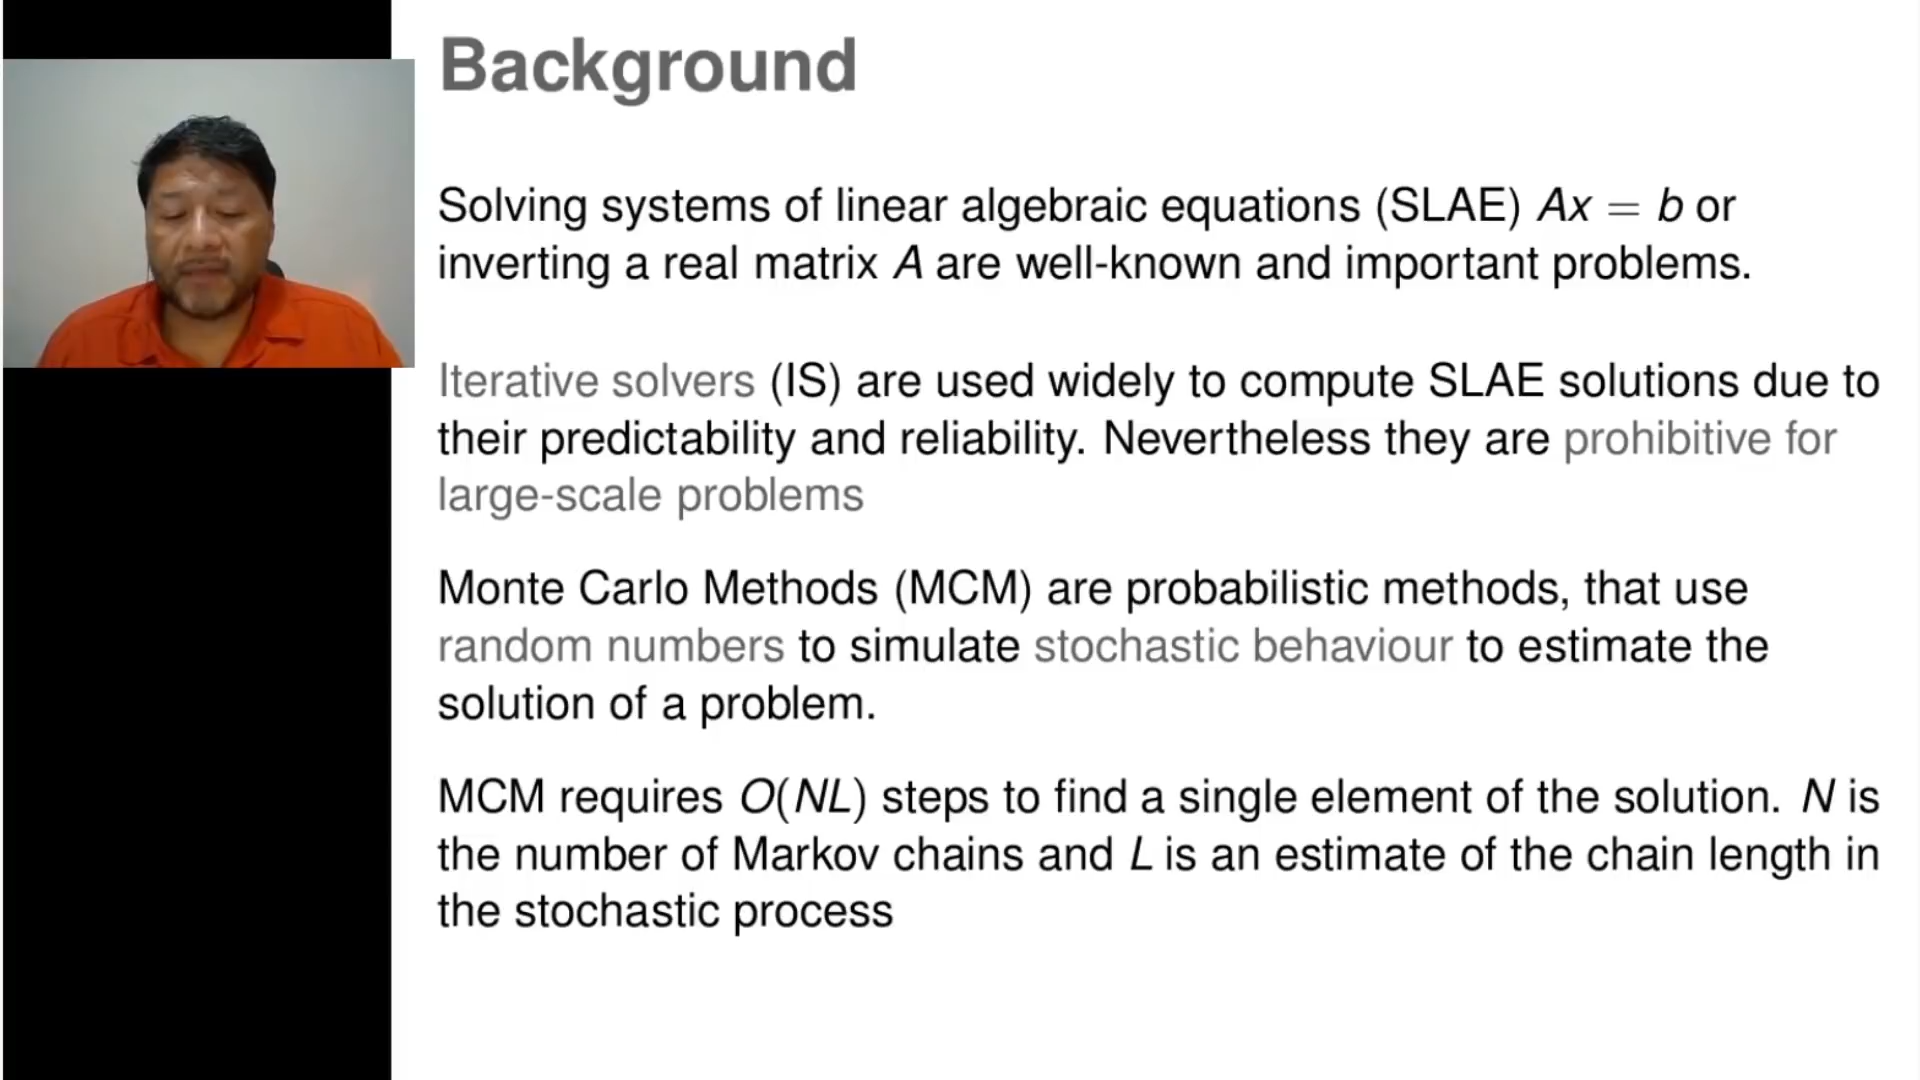 Background
Solving systems of linear algebraic equations (SLAE) Ax = b or
inverting a real matrix A are well-known and important problems.
Iterative solvers (IS) are used widely to compute SLAE solutions due to
their predictability and reliability. Nevertheless they are prohibitive for
large-scale problems
Monte Carlo Methods (MCM) are probabilistic methods, that use
random numbers to simulate stochastic behaviour to estimate the
solution of a problem.
MCM requires O(NL) steps to find a single element of the solution. N is
the number of Markov chains and L is an estimate of the chain length in
the stochastic process